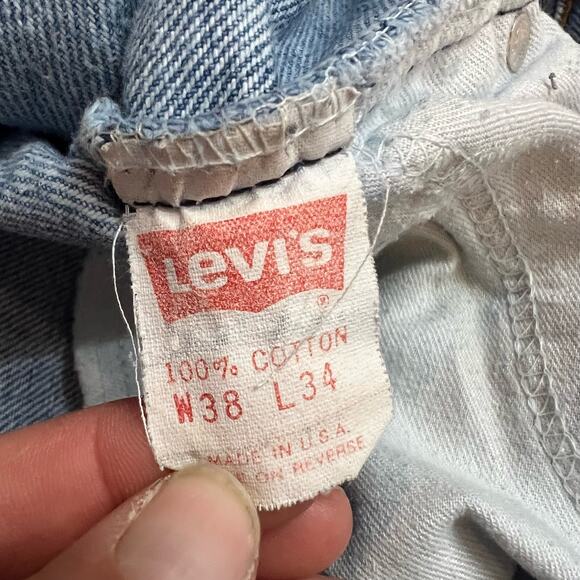 Levi's
®
100% COTTON
W38 L34
MADE IN U.S.A.
ON REVERSE